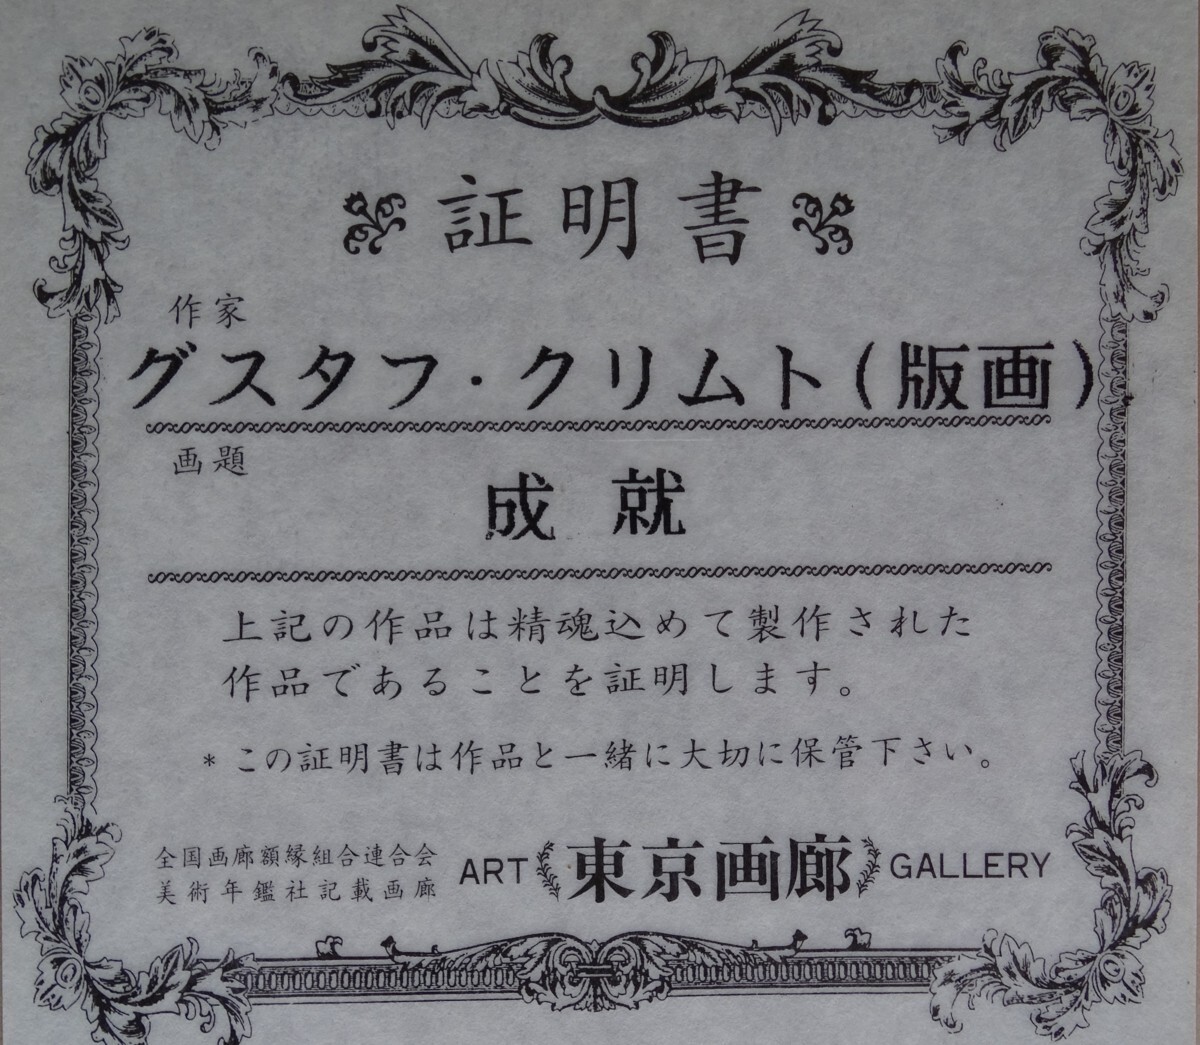 証明書
作家
グスタフ・クリムト(版画)
画題
成就
上記の作品は精魂込めて製作された
作品であることを証明します。
* この証明書は作品と一緒に大切に保管下さい。
全国画廊額縁組合連合会
美術年鑑社記載画廊
ART 東京画廊 GALLERY